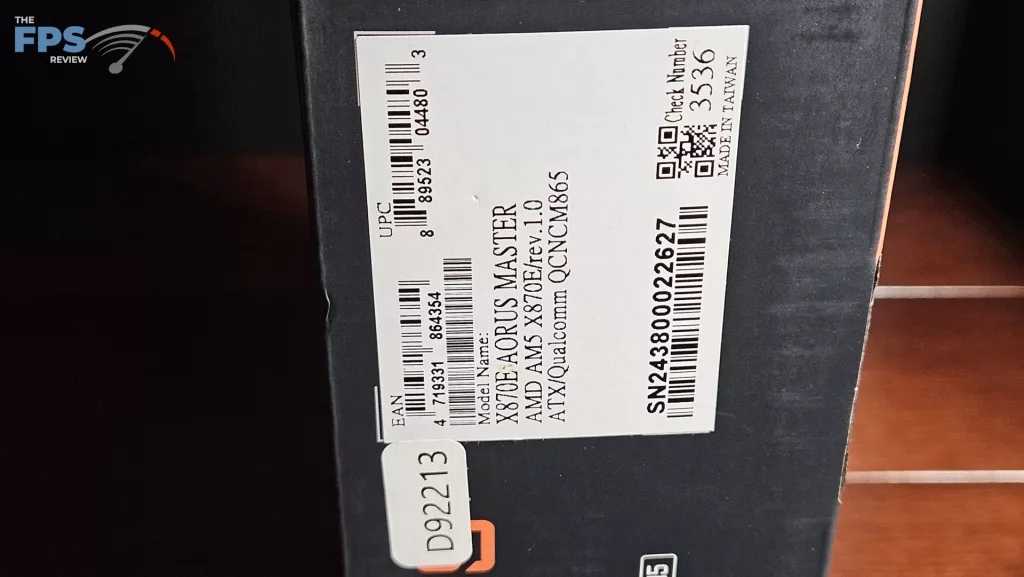 THE
FPS
REVIEW
UPC
8 89523 04480 3
EAN
4 719331 864354
Model Name:
X870E AORUS MASTER
AMD AM5 X870E/rev.1.0
ATX/Qualcomm QCNCM865
Check Number
3536
MADE IN TAIWAN
SN243800022627
D92213